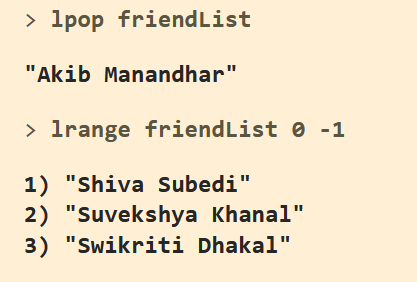 > lpop friendList
"Akib Manandhar"
> lrange friendList 0 -1
1) "Shiva Subedi"
2) "Suvekshya Khanal"
3) "Swikriti Dhakal"